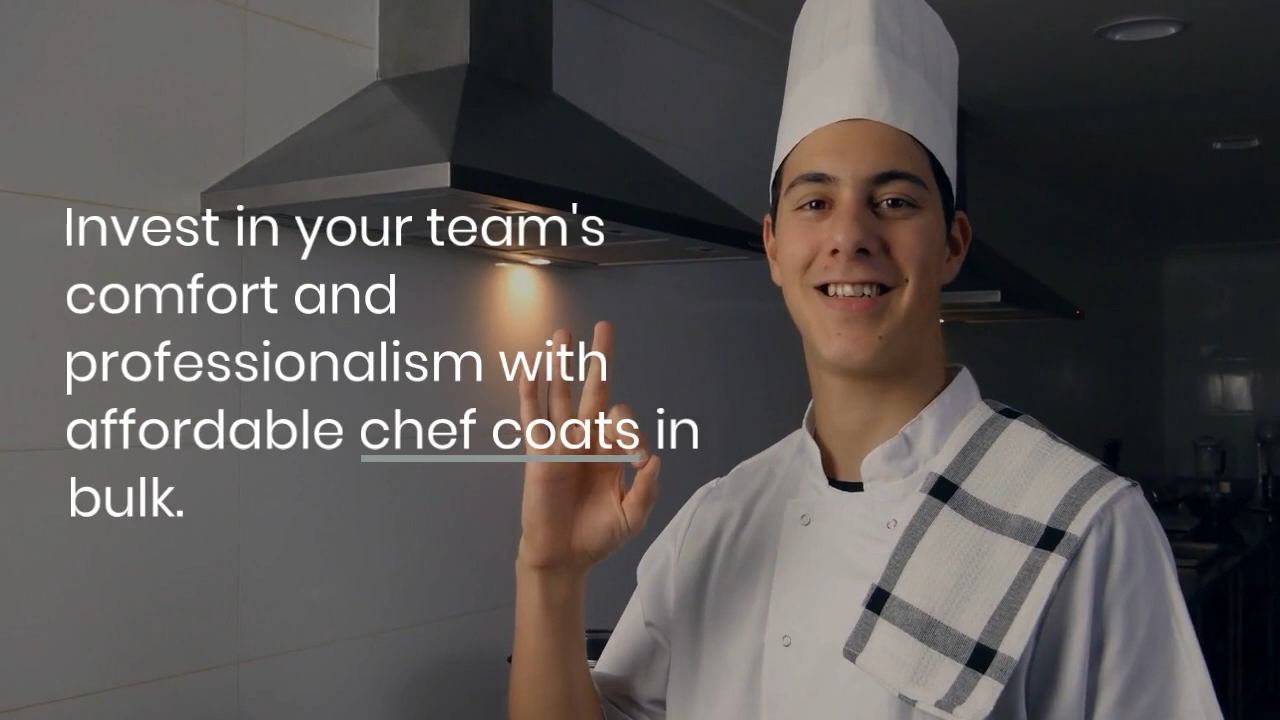 Invest in your team's
comfort and
professionalism with
affordable chef coats in
bulk.